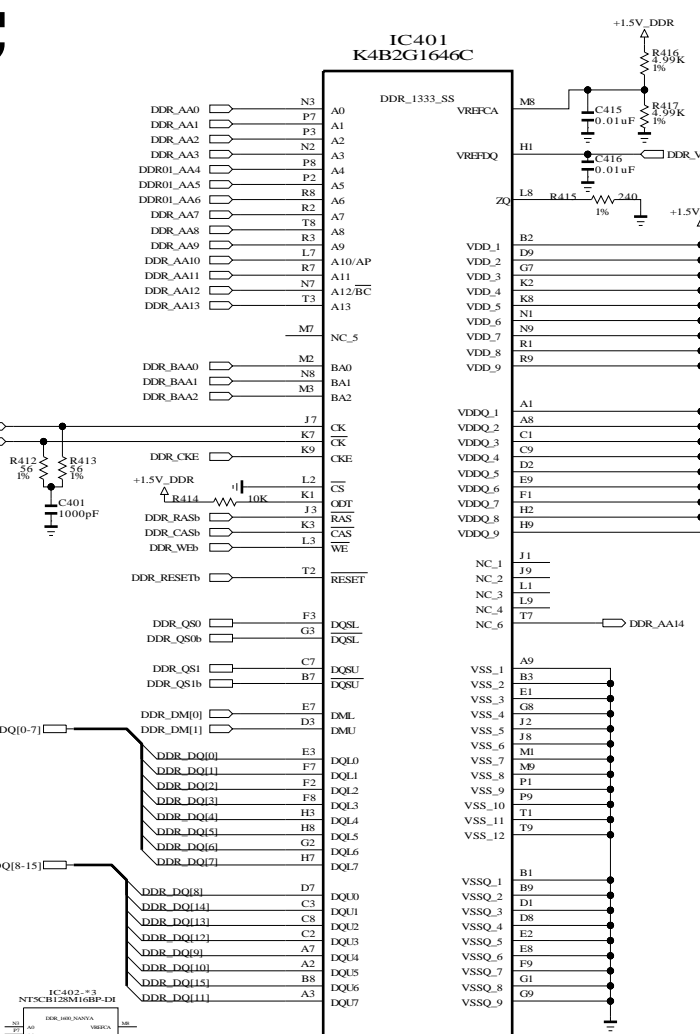 IC401
K4B2G1646C
DDR_1333_SS
+1.5V_DDR
R416
4.99K
1%
R417
4.99K
1%
C415
0.01uF
C416
0.01uF
R415 240
1%
DDR_AA0 N3 A0
DDR_AA1 P7 A1
DDR_AA2 P3 A2
DDR_AA3 N2 A3
DDR01_AA4 P8 A4
DDR01_AA5 P2 A5
DDR01_AA6 R8 A6
DDR_AA7 R2 A7
DDR_AA8 T8 A8
DDR_AA9 R3 A9
DDR_AA10 L7 A10/AP
DDR_AA11 R7 A11
DDR_AA12 N7 A12/BC
DDR_AA13 T3 A13
M7 NC_5
DDR_BAA0 M2 BA0
DDR_BAA1 N8 BA1
DDR_BAA2 M3 BA2
J7 CK
K7 CK
DDR_CKE K9 CKE
R412
56
1%
R413
56
1%
C401
1000pF
+1.5V_DDR
R414 10K
L2 CS
K1 ODT
DDR_RASb J3 RAS
DDR_CASb K3 CAS
DDR_WEb L3 WE
DDR_RESETb T2 RESET
DDR_QS0 F3 DQSL
DDR_QS0b G3 DQSL
DDR_QS1 C7 DQSU
DDR_QS1b B7 DQSU
DDR_DM[0] E7 DML
DDR_DM[1] D3 DMU
DQ[0-7]
DDR_DQ[0] E3 DQL0
DDR_DQ[1] F7 DQL1
DDR_DQ[2] F2 DQL2
DDR_DQ[3] F8 DQL3
DDR_DQ[4] H3 DQL4
DDR_DQ[5] H8 DQL5
DDR_DQ[6] G2 DQL6
DDR_DQ[7] H7 DQL7
Q[8-15]
DDR_DQ[8] D7 DQU0
DDR_DQ[14] C3 DQU1
DDR_DQ[13] C8 DQU2
DDR_DQ[12] C2 DQU3
DDR_DQ[9] A7 DQU4
DDR_DQ[10] A2 DQU5
DDR_DQ[15] B8 DQU6
DDR_DQ[11] A3 DQU7
VREFCA M8
VREFDQ H1 DDR_V
ZQ L8
+1.5V
VDD_1 B2
VDD_2 D9
VDD_3 G7
VDD_4 K2
VDD_5 K8
VDD_6 N1
VDD_7 N9
VDD_8 R1
VDD_9 R9
VDDQ_1 A1
VDDQ_2 A8
VDDQ_3 C1
VDDQ_4 C9
VDDQ_5 D2
VDDQ_6 E9
VDDQ_7 F1
VDDQ_8 H2
VDDQ_9 H9
NC_1 J1
NC_2 J9
NC_3 L1
NC_4 L9
NC_6 T7 DDR_AA14
VSS_1 A9
VSS_2 B3
VSS_3 E1
VSS_4 G8
VSS_5 J2
VSS_6 J8
VSS_7 M1
VSS_8 M9
VSS_9 P1
VSS_10 P9
VSS_11 T1
VSS_12 T9
VSSQ_1 B1
VSSQ_2 B9
VSSQ_3 D1
VSSQ_4 D8
VSSQ_5 E2
VSSQ_6 E8
VSSQ_7 F9
VSSQ_8 G1
VSSQ_9 G9
IC402-*3
NT5CB128M16BP-DI
DDR_1600_NANYA
N3 A0 VREFCA M8
P7